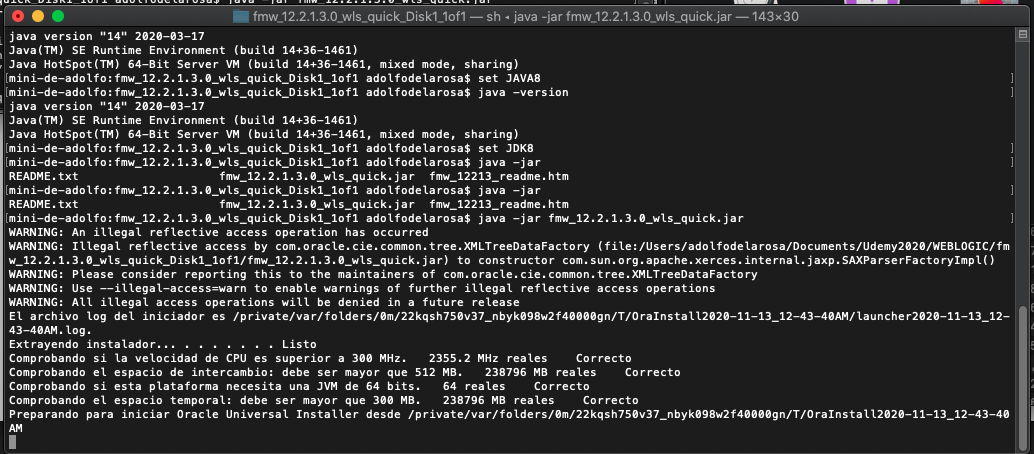 fmw_12.2.1.3.0_wls_quick_Disk1_1of1 — sh ◂ java -jar fmw_12.2.1.3.0_wls_quick.jar — 143×30
java version "14" 2020-03-17
Java(TM) SE Runtime Environment (build 14+36-1461)
Java HotSpot(TM) 64-Bit Server VM (build 14+36-1461, mixed mode, sharing)
[mini-de-adolfo:fmw_12.2.1.3.0_wls_quick_Disk1_1of1 adolfodelarosa$ set JAVA8 ]
[mini-de-adolfo:fmw_12.2.1.3.0_wls_quick_Disk1_1of1 adolfodelarosa$ java -version ]
java version "14" 2020-03-17
Java(TM) SE Runtime Environment (build 14+36-1461)
Java HotSpot(TM) 64-Bit Server VM (build 14+36-1461, mixed mode, sharing)
[mini-de-adolfo:fmw_12.2.1.3.0_wls_quick_Disk1_1of1 adolfodelarosa$ set JDK8 ]
[mini-de-adolfo:fmw_12.2.1.3.0_wls_quick_Disk1_1of1 adolfodelarosa$ java -jar ]
README.txt fmw_12.2.1.3.0_wls_quick.jar fmw_12213_readme.htm
[mini-de-adolfo:fmw_12.2.1.3.0_wls_quick_Disk1_1of1 adolfodelarosa$ java -jar ]
README.txt fmw_12.2.1.3.0_wls_quick.jar fmw_12213_readme.htm
[mini-de-adolfo:fmw_12.2.1.3.0_wls_quick_Disk1_1of1 adolfodelarosa$ java -jar fmw_12.2.1.3.0_wls_quick.jar ]
WARNING: An illegal reflective access operation has occurred
WARNING: Illegal reflective access by com.oracle.cie.common.tree.XMLTreeDataFactory (file:/Users/adolfodelarosa/Documents/Udemy2020/WEBLOGIC/fm
w_12.2.1.3.0_wls_quick_Disk1_1of1/fmw_12.2.1.3.0_wls_quick.jar) to constructor com.sun.org.apache.xerces.internal.jaxp.SAXParserFactoryImpl()
WARNING: Please consider reporting this to the maintainers of com.oracle.cie.common.tree.XMLTreeDataFactory
WARNING: Use --illegal-access=warn to enable warnings of further illegal reflective access operations
WARNING: All illegal access operations will be denied in a future release
El archivo log del iniciador es /private/var/folders/0m/22kqsh750v37_nbyk098w2f40000gn/T/OraInstall2020-11-13_12-43-40AM/launcher2020-11-13_12-
43-40AM.log.
Extrayendo instalador... . . . . . . . Listo
Comprobando si la velocidad de CPU es superior a 300 MHz. 2355.2 MHz reales Correcto
Comprobando el espacio de intercambio: debe ser mayor que 512 MB. 238796 MB reales Correcto
Comprobando si esta plataforma necesita una JVM de 64 bits. 64 reales Correcto
Comprobando el espacio temporal: debe ser mayor que 300 MB. 238796 MB reales Correcto
Preparando para iniciar Oracle Universal Installer desde /private/var/folders/0m/22kqsh750v37_nbyk098w2f40000gn/T/OraInstall2020-11-13_12-43-40
AM